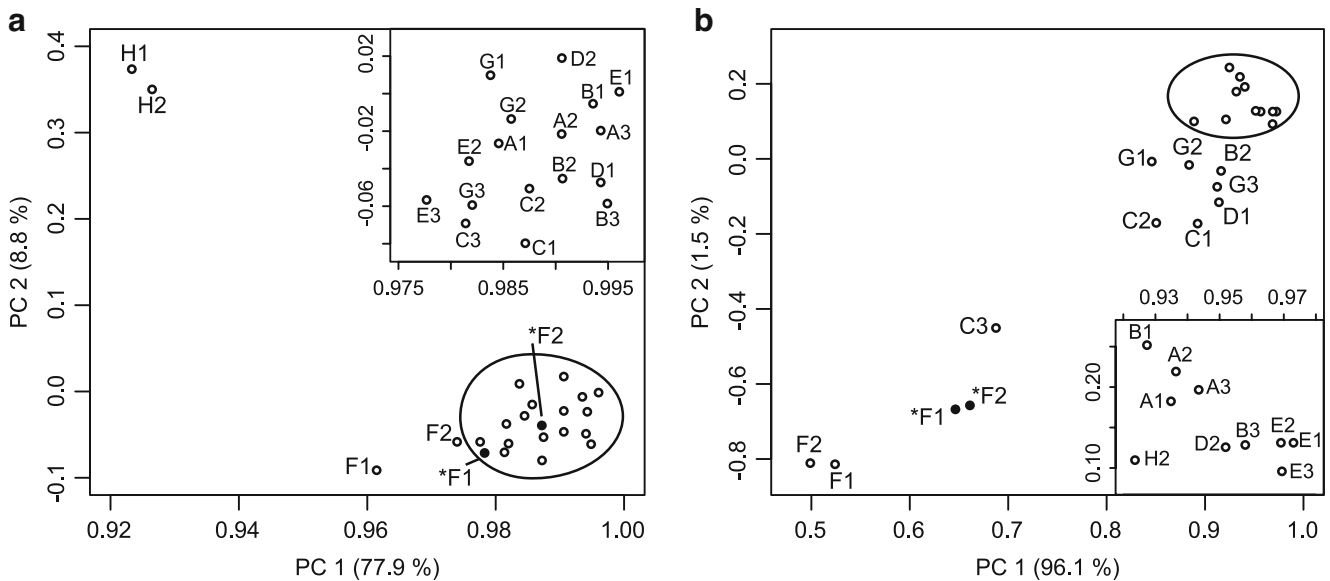 a
PC 2 (8.8 %)
0.4
0.3
0.2
0.1
0.0
-0.1
H1
H2
0.02
-0.02
-0.06
G1
D2
E1
B1
G2
A2
A3
A1
E2
B2
D1
G3
C2
E3
B3
C3
C1
0.975
0.985
0.995
*F2
F2
*F1
F1
0.92
0.94
0.96
0.98
1.00
PC 1 (77.9 %)
b
PC 2 (1.5 %)
0.2
0.0
-0.2
-0.4
-0.6
-0.8
G1
G2
B2
G3
D1
C2
C1
C3
*F2
*F1
F2
F1
0.93
0.95
0.97
0.20
0.10
B1
A2
A3
A1
E2
B3
E1
D2
H2
E3
0.5
0.6
0.7
0.8
0.9
1.0
PC 1 (96.1 %)